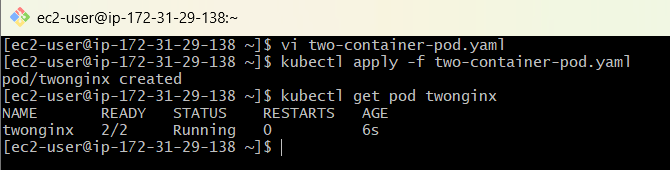 ec2-user@ip-172-31-29-138:~
[ec2-user@ip-172-31-29-138 ~]$ vi two-container-pod.yaml
[ec2-user@ip-172-31-29-138 ~]$ kubectl apply -f two-container-pod.yaml
pod/twonginx created
[ec2-user@ip-172-31-29-138 ~]$ kubectl get pod twonginx
NAME       READY   STATUS    RESTARTS   AGE
twonginx   2/2     Running   0          6s
[ec2-user@ip-172-31-29-138 ~]$